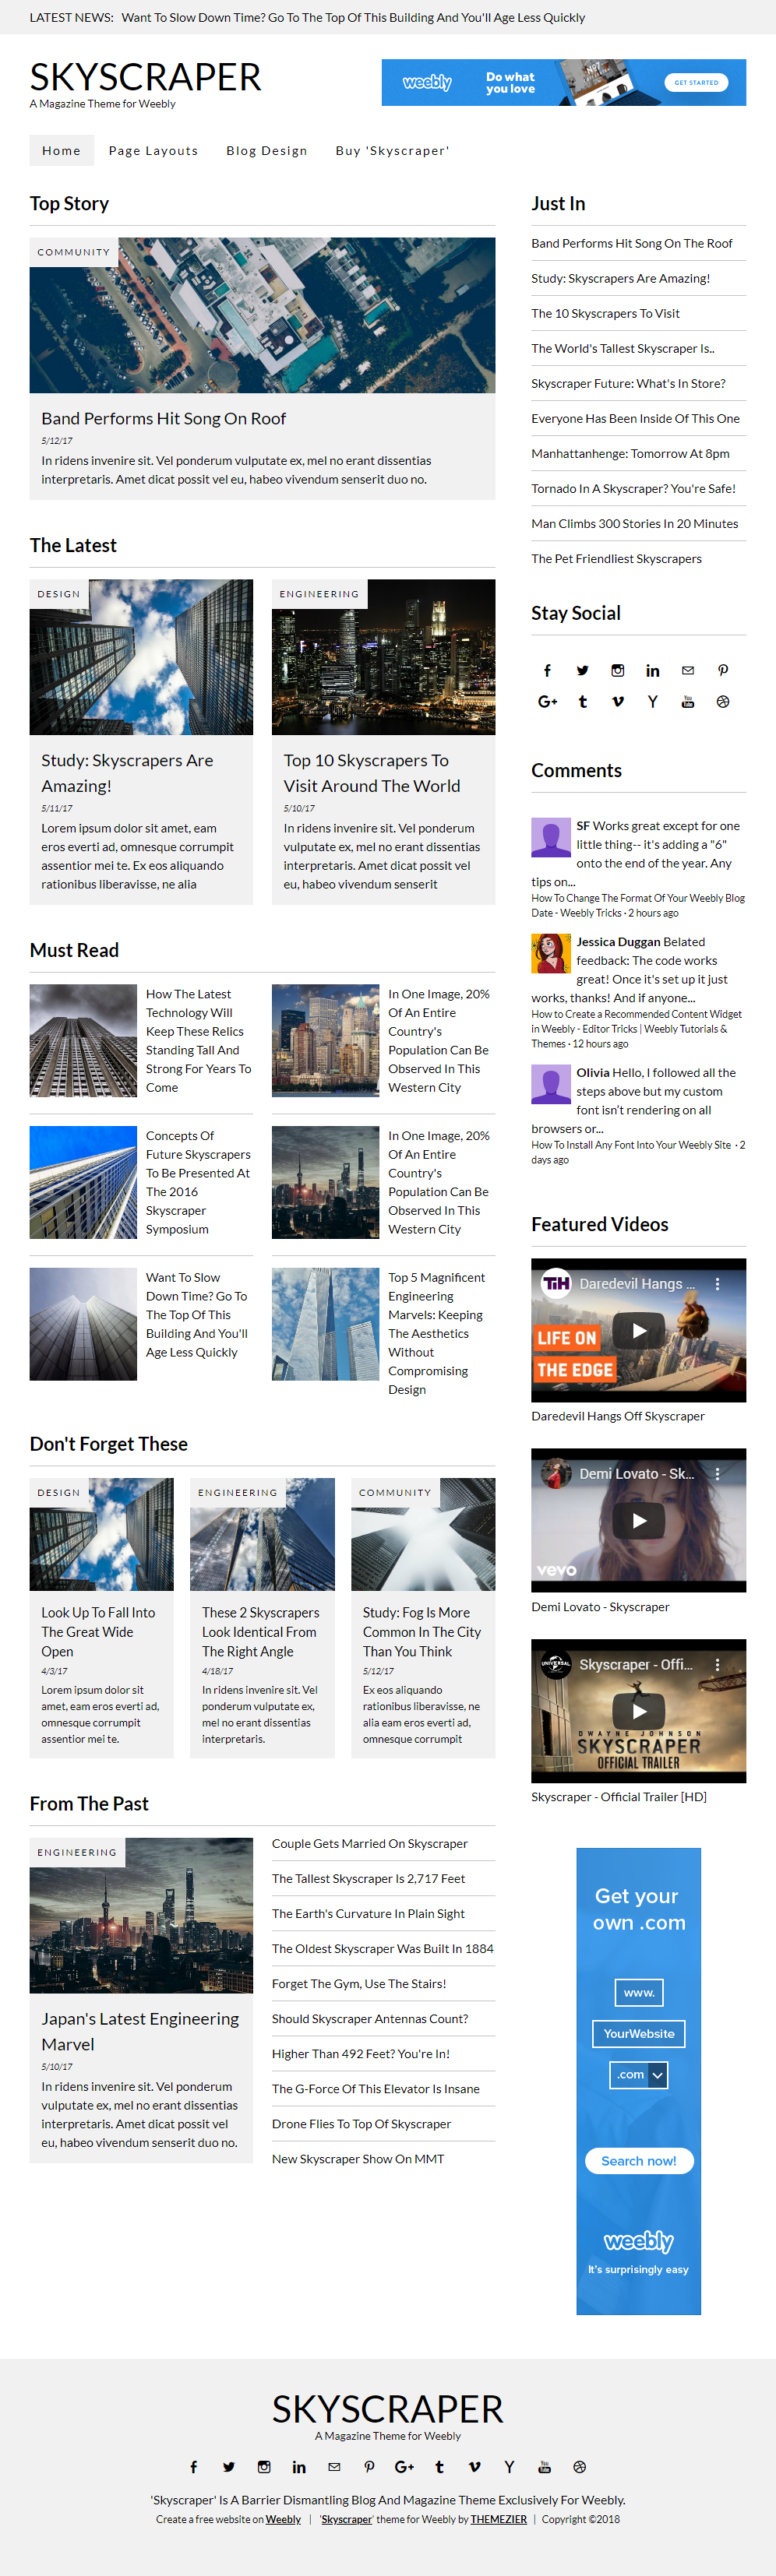 LATEST NEWS: Want To Slow Down Time? Go To The Top Of This Building And You'll Age Less Quickly
SKYSCRAPER
A Magazine Theme for Weebly
weebly
Do what
you love
GET STARTED
Home
Page Layouts
Blog Design
Buy 'Skyscraper'
Top Story
COMMUNITY
Band Performs Hit Song On Roof
5/12/17
In ridens invenire sit. Vel ponderum vulputate ex, mel no erant dissentias
interpretaris. Amet dicat possit vel eu, habeo vivendum senserit duo no.
The Latest
DESIGN
Study: Skyscrapers Are
Amazing!
5/11/17
Lorem ipsum dolor sit amet, eam
eros everti ad, omnesque corrumpit
assentior mei te. Ex eos aliquando
rationibus liberavisse, ne alia
ENGINEERING
Top 10 Skyscrapers To
Visit Around The World
5/10/17
In ridens invenire sit. Vel ponderum
vulputate ex, mel no erant dissentias
interpretaris. Amet dicat possit vel
eu, habeo vivendum senserit
Must Read
How The Latest
Technology Will
Keep These Relics
Standing Tall And
Strong For Years To
Come
In One Image, 20%
Of An Entire
Country's
Population Can Be
Observed In This
Western City
Concepts Of
Future Skyscrapers
To Be Presented At
The 2016
Skyscraper
Symposium
In One Image, 20%
Of An Entire
Country's
Population Can Be
Observed In This
Western City
Want To Slow
Down Time? Go To
The Top Of This
Building And You'll
Age Less Quickly
Top 5 Magnificent
Engineering
Marvels: Keeping
The Aesthetics
Without
Compromising
Design
Don't Forget These
DESIGN
Look Up To Fall Into
The Great Wide
Open
4/3/17
Lorem ipsum dolor sit
amet, eam eros everti ad,
omnesque corrumpit
assentior mei te.
ENGINEERING
These 2 Skyscrapers
Look Identical From
The Right Angle
4/18/17
In ridens invenire sit. Vel
ponderum vulputate ex,
mel no erant dissentias
interpretaris.
COMMUNITY
Study: Fog Is More
Common In The City
Than You Think
5/12/17
Ex eos aliquando
rationibus liberavisse, ne
alia eam eros everti ad,
omnesque corrumpit
From The Past
ENGINEERING
Japan's Latest Engineering
Marvel
5/10/17
In ridens invenire sit. Vel ponderum
vulputate ex, mel no erant dissentias
interpretaris. Amet dicat possit vel
eu, habeo vivendum senserit duo no.
Couple Gets Married On Skyscraper
The Tallest Skyscraper Is 2,717 Feet
The Earth's Curvature In Plain Sight
The Oldest Skyscraper Was Built In 1884
Forget The Gym, Use The Stairs!
Should Skyscraper Antennas Count?
Higher Than 492 Feet? You're In!
The G-Force Of This Elevator Is Insane
Drone Flies To Top Of Skyscraper
New Skyscraper Show On MMT
Just In
Band Performs Hit Song On The Roof
Study: Skyscrapers Are Amazing!
The 10 Skyscrapers To Visit
The World's Tallest Skyscraper Is..
Skyscraper Future: What's In Store?
Everyone Has Been Inside Of This One
Manhattanhenge: Tomorrow At 8pm
Tornado In A Skyscraper? You're Safe!
Man Climbs 300 Stories In 20 Minutes
The Pet Friendliest Skyscrapers
Stay Social
Comments
SF Works great except for one
little thing-- it's adding a "6"
onto the end of the year. Any
tips on...
How To Change The Format Of Your Weebly Blog
Date - Weebly Tricks · 2 hours ago
Jessica Duggan Belated
feedback: The code works
great! Once it's set up it just
works, thanks! And if anyone...
How to Create a Recommended Content Widget
in Weebly - Editor Tricks | Weebly Tutorials &
Themes · 12 hours ago
Olivia Hello, I followed all the
steps above but my custom
font isn't rendering on all
browsers or...
How To Install Any Font Into Your Weebly Site · 2
days ago
Featured Videos
TIH
Daredevil Hangs ...
LIFE ON
THE EDGE
Daredevil Hangs Off Skyscraper
Demi Lovato - Sk...
vevo
Demi Lovato - Skyscraper
UNIVERSAL
Skyscraper - Offi...
DWAYNE JOHNSON
SKYSCRAPER
OFFICIAL TRAILER
Skyscraper - Official Trailer [HD]
Get your
own .com
www.
YourWebsite
.com
Search now!
weebly
It's surprisingly easy
SKYSCRAPER
A Magazine Theme for Weebly
'Skyscraper' Is A Barrier Dismantling Blog And Magazine Theme Exclusively For Weebly.
Create a free website on Weebly | 'Skyscraper' theme for Weebly by THEMEZIER | Copyright ©2018